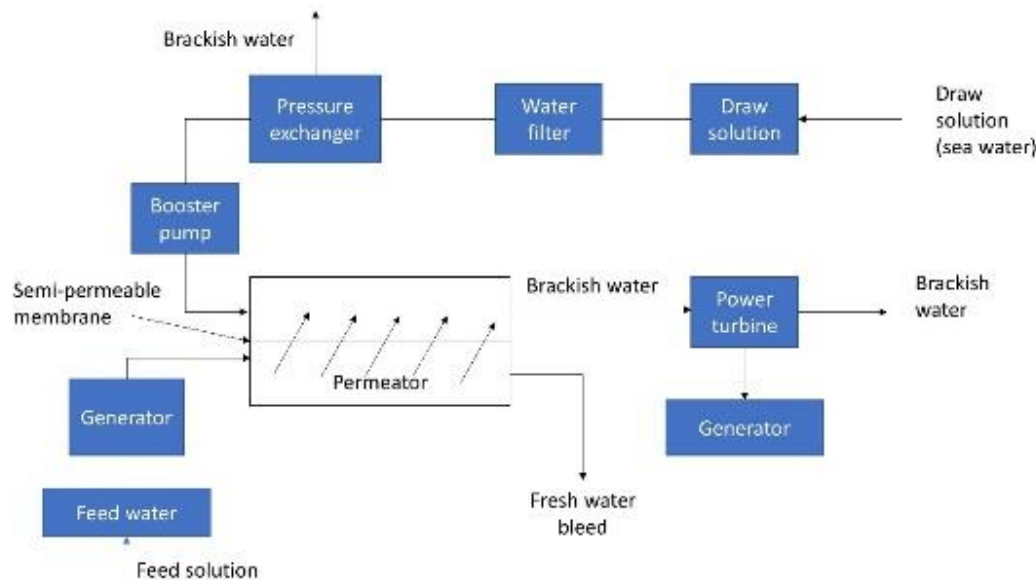 Brackish water
Pressure
exchanger
Water
filter
Draw
solution
Draw
solution
(sea water)
Booster
pump
Semi-permeable
membrane
Brackish water
Power
turbine
Brackish
water
Permeator
Generator
Generator
Feed water
Fresh water
bleed
Feed solution